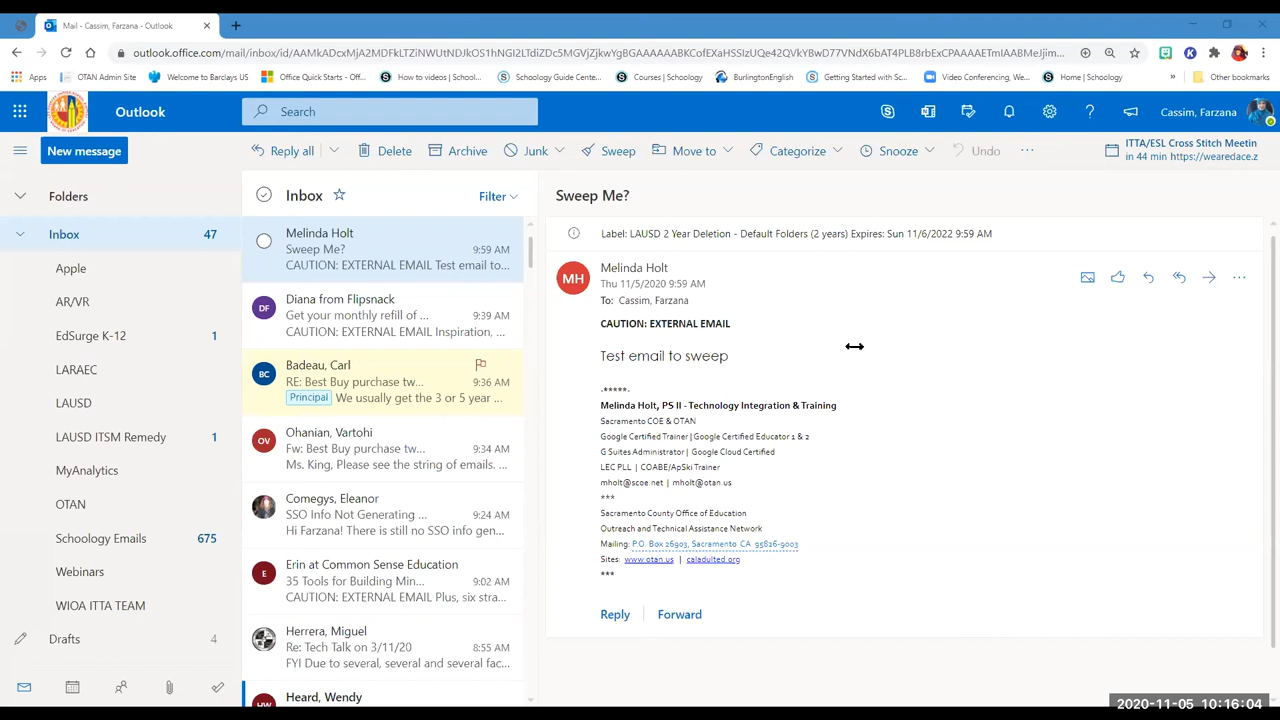 Mail - Cassim, Farzana - Outlook
outlook.office.com/mail/inbox/id/AAMkADcxMjA2MDFkLTZiNWUtNDJkOS1hNGI2LTdiZDc5MGVjZjkwYgBGAAAAAABKCofEXaHSSIzUQe42QVkYBwD77VNdX6bAT4PLB8rbExCPAAAAETmIAABMeJjim...
Apps OTAN Admin Site Welcome to Barclays US Office Quick Starts - Off... How to videos | School... Schoology Guide Cente... Courses | Schoology BurlingtonEnglish Getting Started with Sc... Video Conferencing, We... Home | Schoology » Other bookmarks
Outlook Search Cassim, Farzana
New message Reply all Delete Archive Junk Sweep Move to Categorize Snooze Undo ... ITTA/ESL Cross Stitch Meetin
in 44 min https://wearedace.z
Folders
Inbox 47
Apple
AR/VR
EdSurge K-12 1
LARAEC
LAUSD
LAUSD ITSM Remedy 1
MyAnalytics
OTAN
Schoology Emails 675
Webinars
WIOA ITTA TEAM
Drafts 4
Inbox Filter
Melinda Holt
Sweep Me? 9:59 AM
CAUTION: EXTERNAL EMAIL Test email to...
DF Diana from Flipsnack
Get your monthly refill of ... 9:39 AM
CAUTION: EXTERNAL EMAIL Inspiration, ...
BC Badeau, Carl
RE: Best Buy purchase tw... 9:36 AM
Principal We usually get the 3 or 5 year ...
OV Ohanian, Vartohi
Fw: Best Buy purchase tw... 9:34 AM
Ms. King, Please see the string of emails. ...
Comegys, Eleanor
SSO Info Not Generating ... 9:24 AM
Hi Farzana! There is still no SSO info gen...
E Erin at Common Sense Education
35 Tools for Building Min... 9:02 AM
CAUTION: EXTERNAL EMAIL Plus, six stra...
Herrera, Miguel
Re: Tech Talk on 3/11/20 8:55 AM
FYI Due to several, several and several fac...
HW Heard, Wendy
Sweep Me?
Label: LAUSD 2 Year Deletion - Default Folders (2 years) Expires: Sun 11/6/2022 9:59 AM
MH Melinda Holt
Thu 11/5/2020 9:59 AM
To: Cassim, Farzana
CAUTION: EXTERNAL EMAIL
Test email to sweep
.*****.
Melinda Holt, PS II - Technology Integration & Training
Sacramento COE & OTAN
Google Certified Trainer | Google Certified Educator 1 & 2
G Suites Administrator | Google Cloud Certified
LEC PLL | COABE/ApSki Trainer
mholt@scoe.net | mholt@otan.us
***
Sacramento County Office of Education
Outreach and Technical Assistance Network
Mailing: P.O. Box 26903, Sacramento CA 95826-9003
Sites: www.otan.us | caladulted.org
***
Reply Forward
2020-11-05 10:16:04